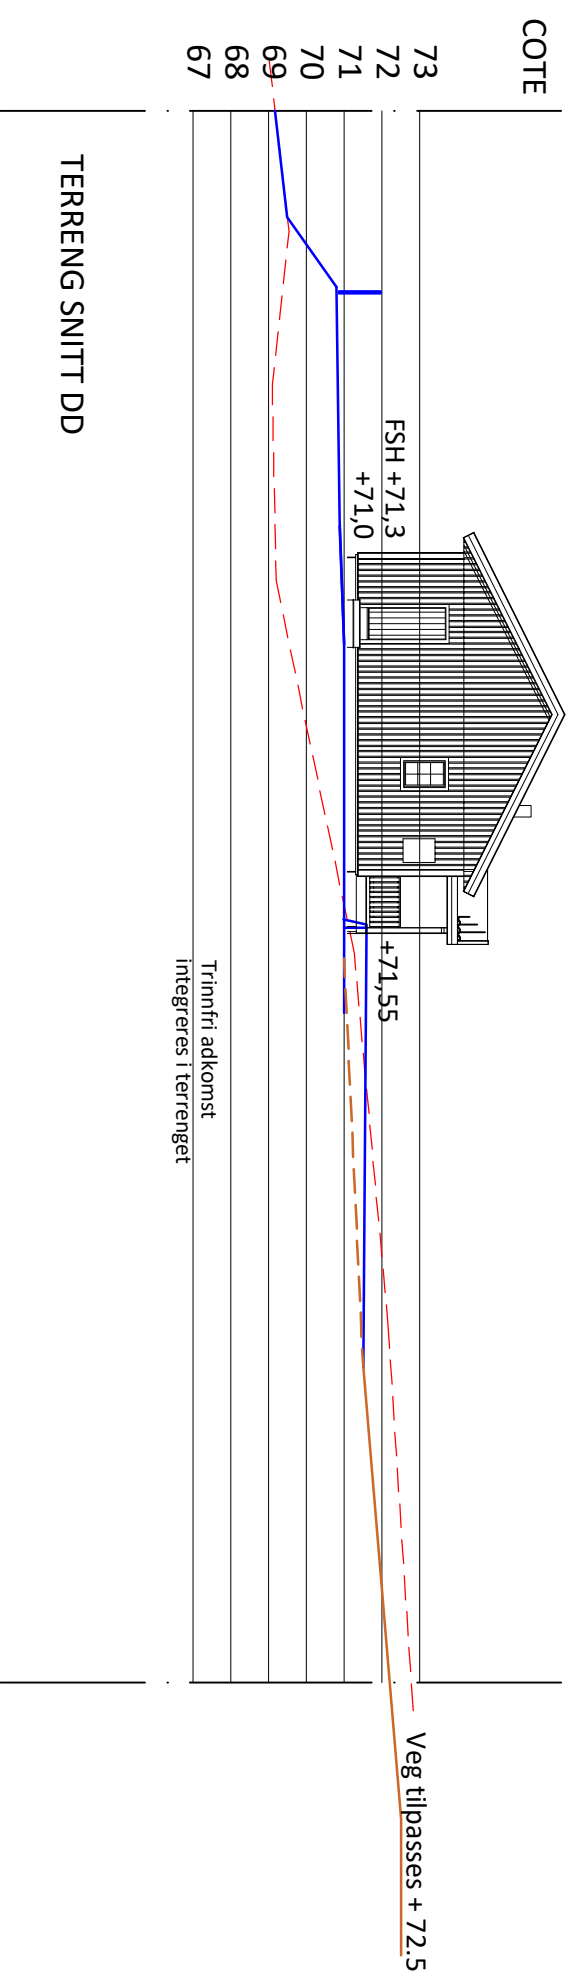 COTE
73
72
71
70
69
68
67
FSH +71,3
+71,0
+71,55
Veg tilpasses + 72.5
Trinnfri adkomst
integreres i terrenget
TERRENG SNITT DD